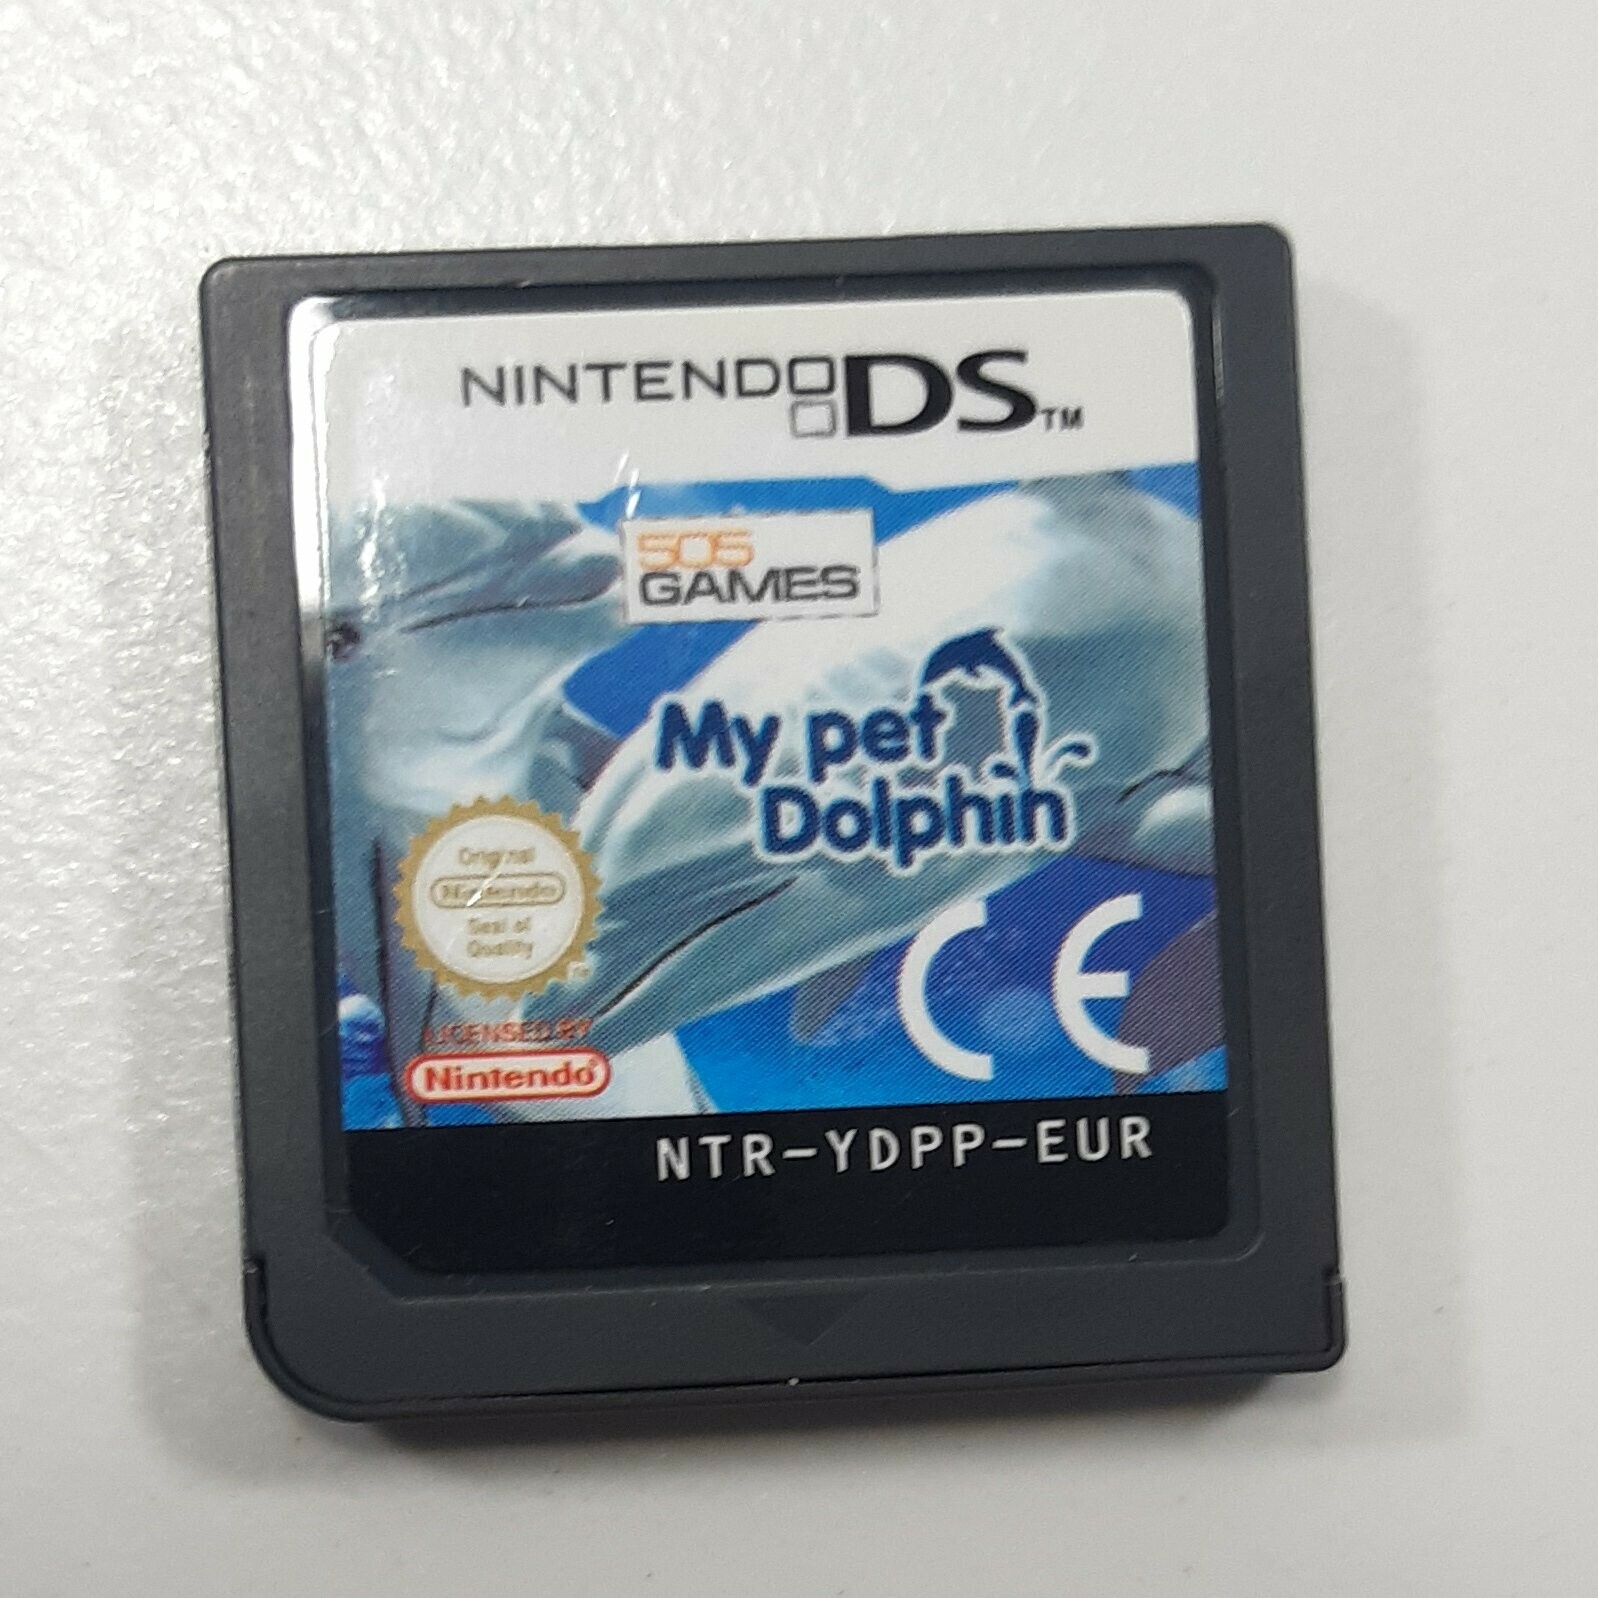 NINTENDO DS™
505
GAMES
My pet
Dolphin
Original
Nintendo
Seal of
Quality
TM
CE
LICENSED BY
Nintendo®
NTR-YDPP-EUR